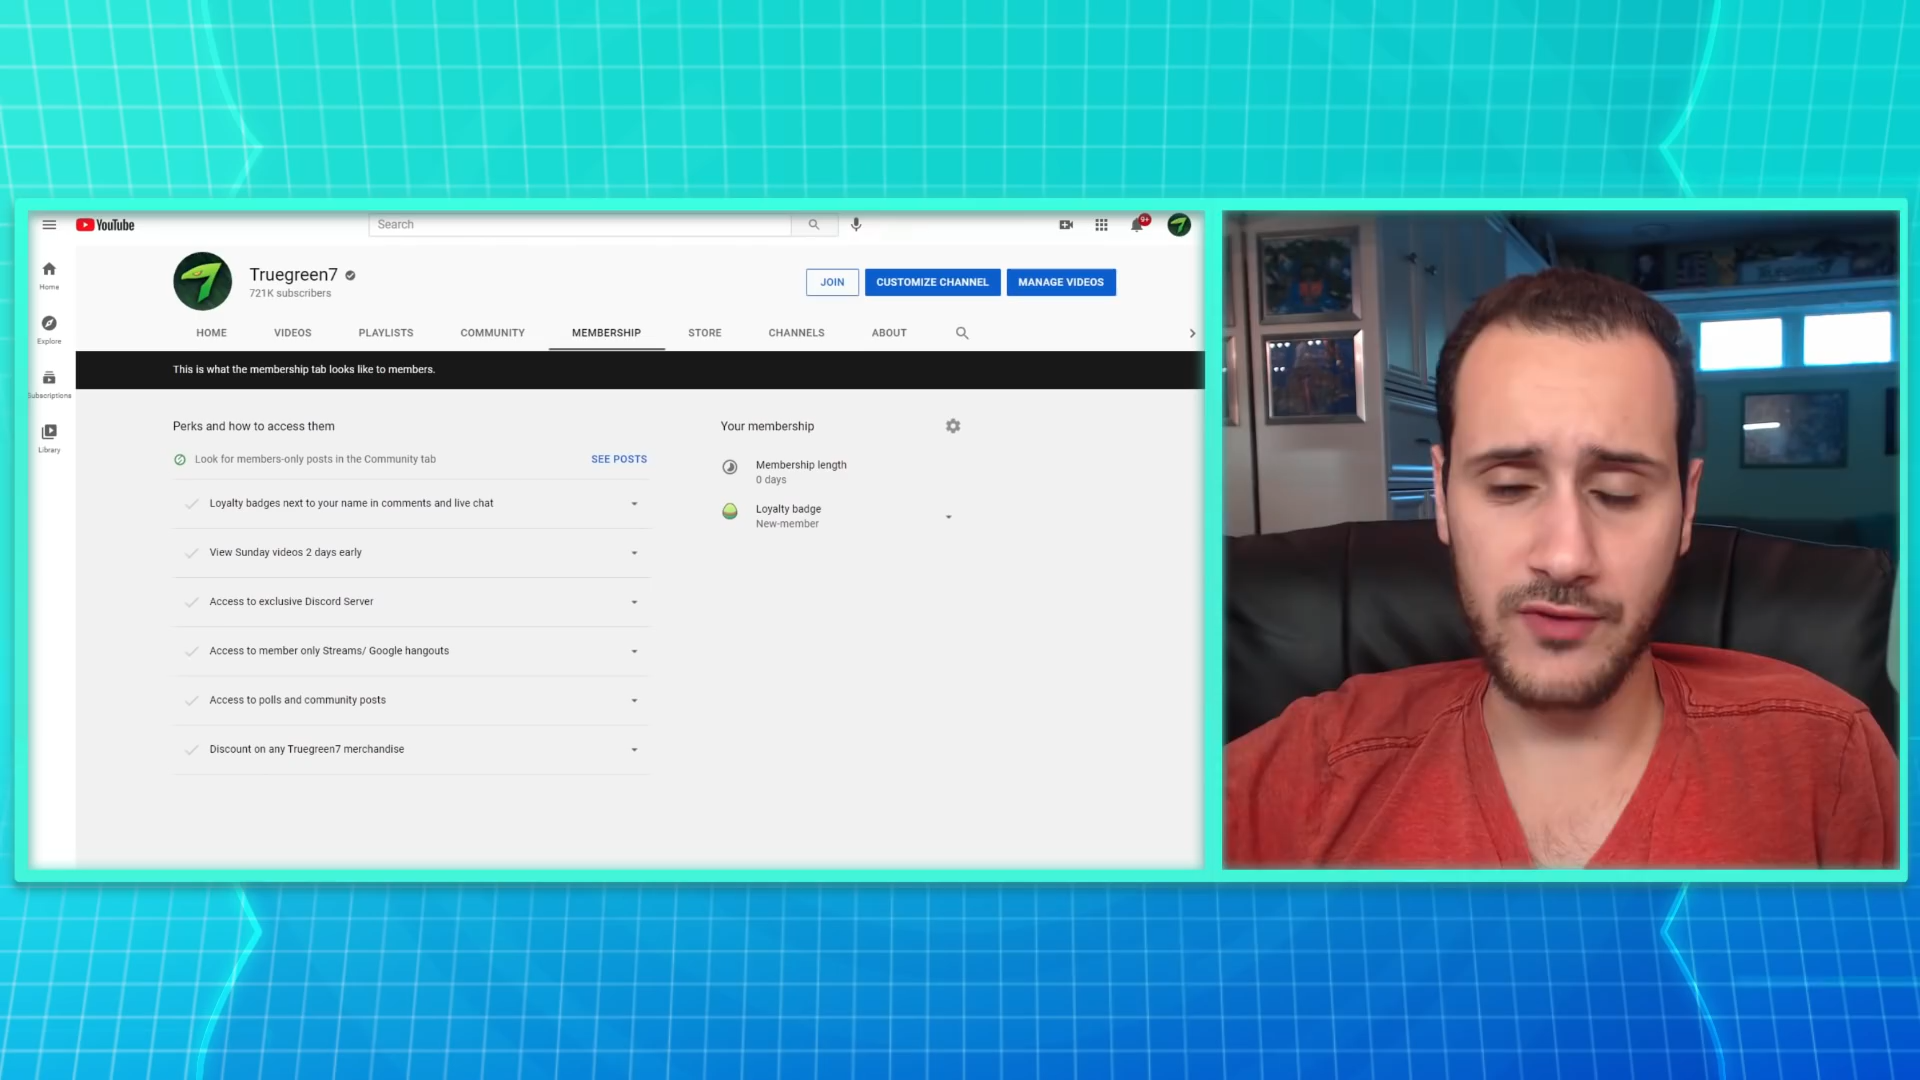 YouTube
Search
9+
Home
Explore
Subscriptions
Library
Truegreen7
721K subscribers
JOIN
CUSTOMIZE CHANNEL
MANAGE VIDEOS
HOME
VIDEOS
PLAYLISTS
COMMUNITY
MEMBERSHIP
STORE
CHANNELS
ABOUT
This is what the membership tab looks like to members.
Perks and how to access them
Look for members-only posts in the Community tab
SEE POSTS
Loyalty badges next to your name in comments and live chat
View Sunday videos 2 days early
Access to exclusive Discord Server
Access to member only Streams/ Google hangouts
Access to polls and community posts
Discount on any Truegreen7 merchandise
Your membership
Membership length
0 days
Loyalty badge
New-member